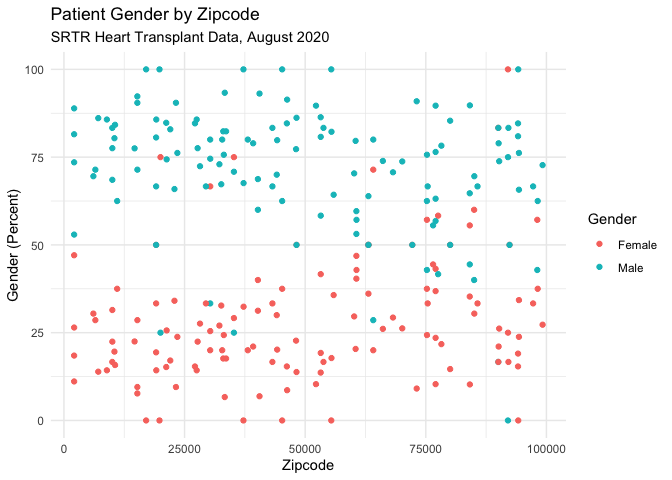 Patient Gender by Zipcode
SRTR Heart Transplant Data, August 2020
100
75
50
25
0
Gender (Percent)
0 25000 50000 75000 100000
Zipcode
Gender
Female
Male